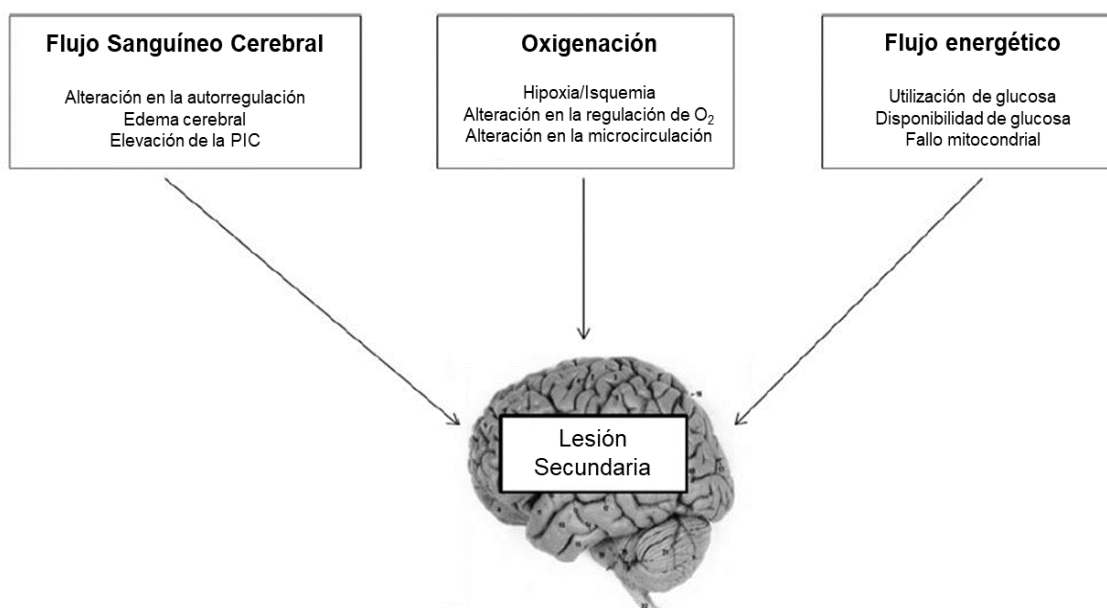 Flujo Sanguíneo Cerebral
Alteración en la autorregulación
Edema cerebral
Elevación de la PIC
Oxigenación
Hipoxia/Isquemia
Alteración en la regulación de O₂
Alteración en la microcirculación
Flujo energético
Utilización de glucosa
Disponibilidad de glucosa
Fallo mitocondrial
Lesión
Secundaria